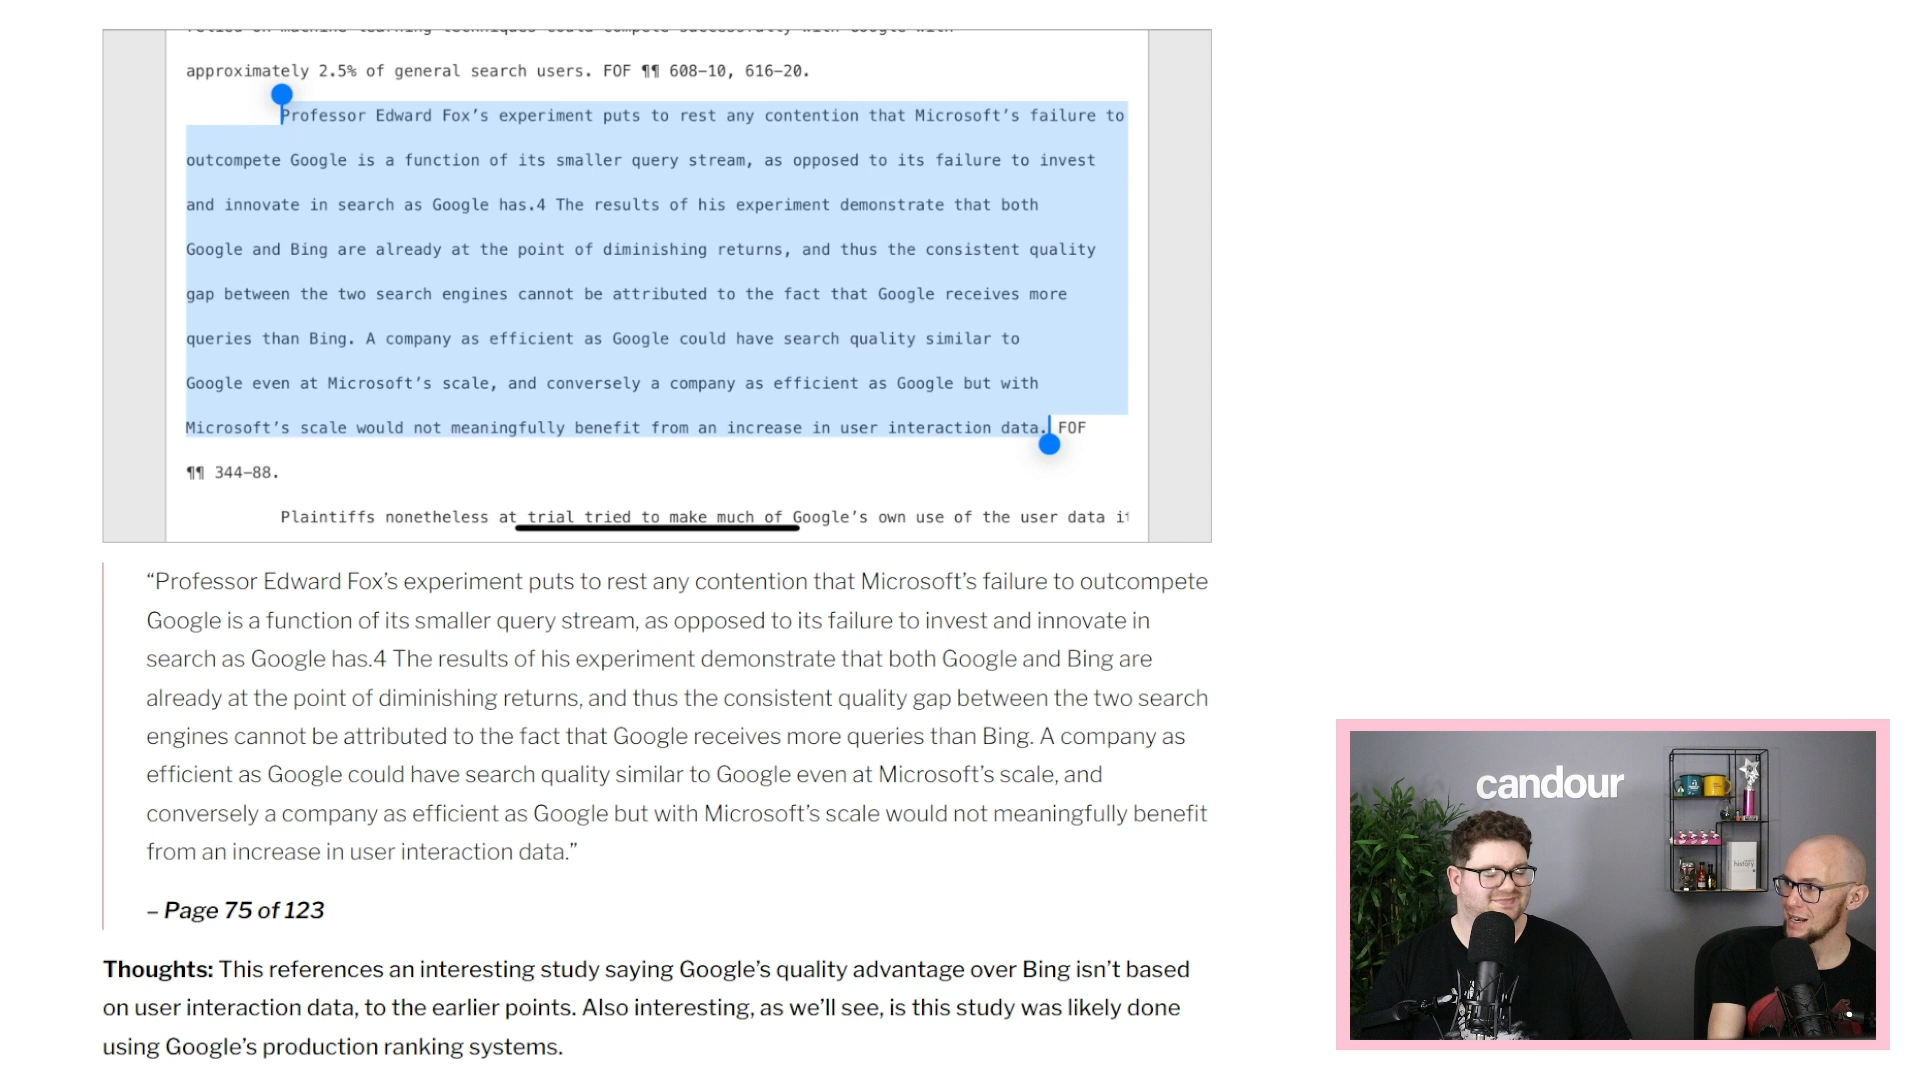 relied on machine learning techniques could compete successfully with Google with
approximately 2.5% of general search users. FOF ¶¶ 608–10, 616–20.
Professor Edward Fox’s experiment puts to rest any contention that Microsoft’s failure to
outcompete Google is a function of its smaller query stream, as opposed to its failure to invest
and innovate in search as Google has.4 The results of his experiment demonstrate that both
Google and Bing are already at the point of diminishing returns, and thus the consistent quality
gap between the two search engines cannot be attributed to the fact that Google receives more
queries than Bing. A company as efficient as Google could have search quality similar to
Google even at Microsoft’s scale, and conversely a company as efficient as Google but with
Microsoft’s scale would not meaningfully benefit from an increase in user interaction data. FOF
¶¶ 344–88.
Plaintiffs nonetheless at trial tried to make much of Google’s own use of the user data it
“Professor Edward Fox’s experiment puts to rest any contention that Microsoft’s failure to outcompete
Google is a function of its smaller query stream, as opposed to its failure to invest and innovate in
search as Google has.4 The results of his experiment demonstrate that both Google and Bing are
already at the point of diminishing returns, and thus the consistent quality gap between the two search
engines cannot be attributed to the fact that Google receives more queries than Bing. A company as
efficient as Google could have search quality similar to Google even at Microsoft’s scale, and
conversely a company as efficient as Google but with Microsoft’s scale would not meaningfully benefit
from an increase in user interaction data.”
– Page 75 of 123
Thoughts: This references an interesting study saying Google’s quality advantage over Bing isn’t based
on user interaction data, to the earlier points. Also interesting, as we’ll see, is this study was likely done
using Google’s production ranking systems.
candour
history